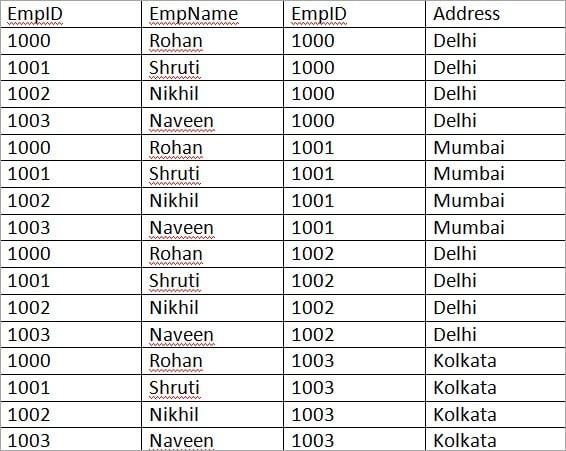 EmpID EmpName EmpID Address
1000 Rohan 1000 Delhi
1001 Shruti 1000 Delhi
1002 Nikhil 1000 Delhi
1003 Naveen 1000 Delhi
1000 Rohan 1001 Mumbai
1001 Shruti 1001 Mumbai
1002 Nikhil 1001 Mumbai
1003 Naveen 1001 Mumbai
1000 Rohan 1002 Delhi
1001 Shruti 1002 Delhi
1002 Nikhil 1002 Delhi
1003 Naveen 1002 Delhi
1000 Rohan 1003 Kolkata
1001 Shruti 1003 Kolkata
1002 Nikhil 1003 Kolkata
1003 Naveen 1003 Kolkata